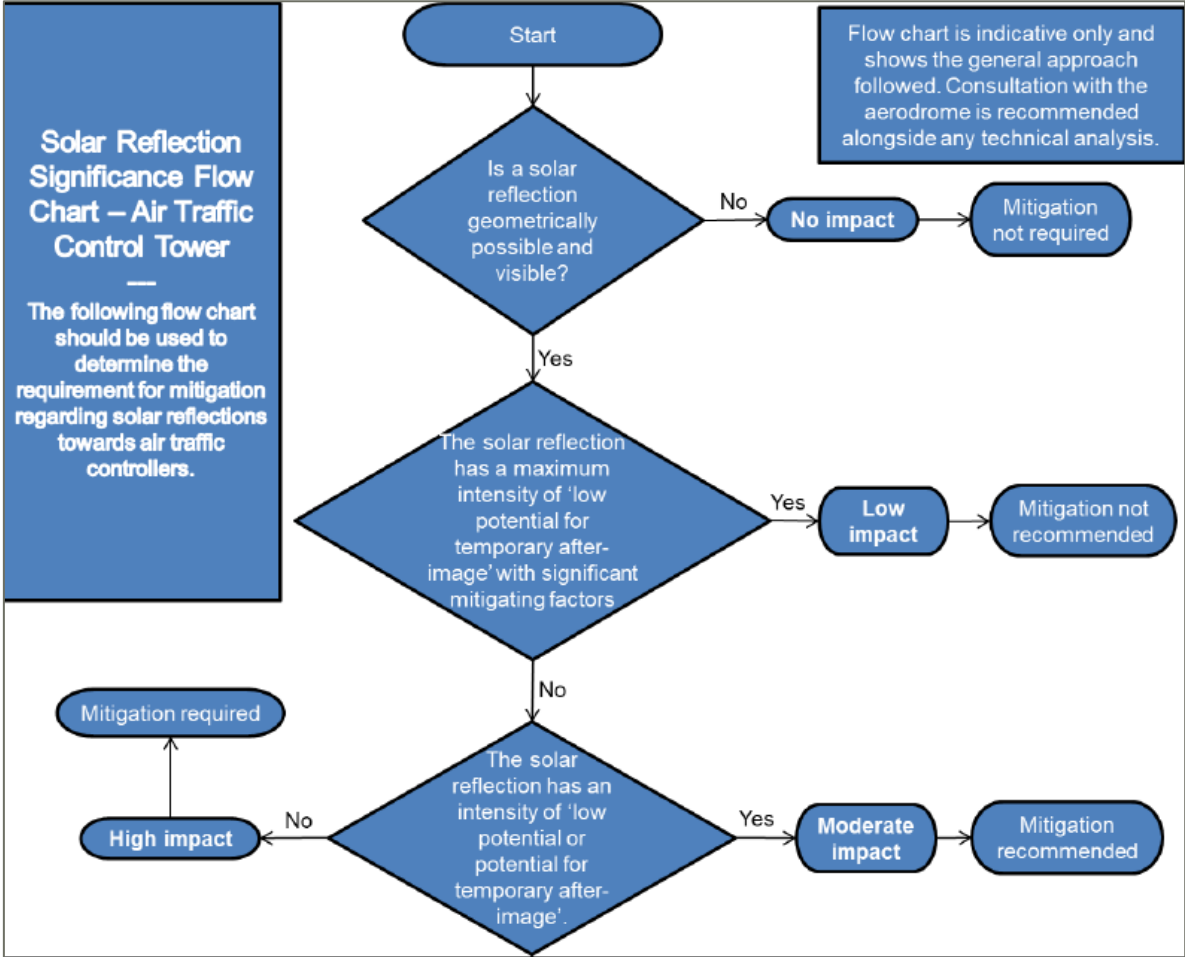 Solar Reflection
Significance Flow
Chart – Air Traffic
Control Tower
---
The following flow chart
should be used to
determine the
requirement for mitigation
regarding solar reflections
towards air traffic
controllers.
Start
Flow chart is indicative only and
shows the general approach
followed. Consultation with the
aerodrome is recommended
alongside any technical analysis.
Is a solar
reflection
geometrically
possible and
visible?
No
No impact
Mitigation
not required
Yes
The solar reflection
has a maximum
intensity of ‘low
potential for
temporary after-
image’ with significant
mitigating factors
Yes
Low
impact
Mitigation not
recommended
No
The solar
reflection has an
intensity of ‘low
potential or
potential for
temporary after-
image’.
Yes
Moderate
impact
Mitigation
recommended
No
High impact
Mitigation required